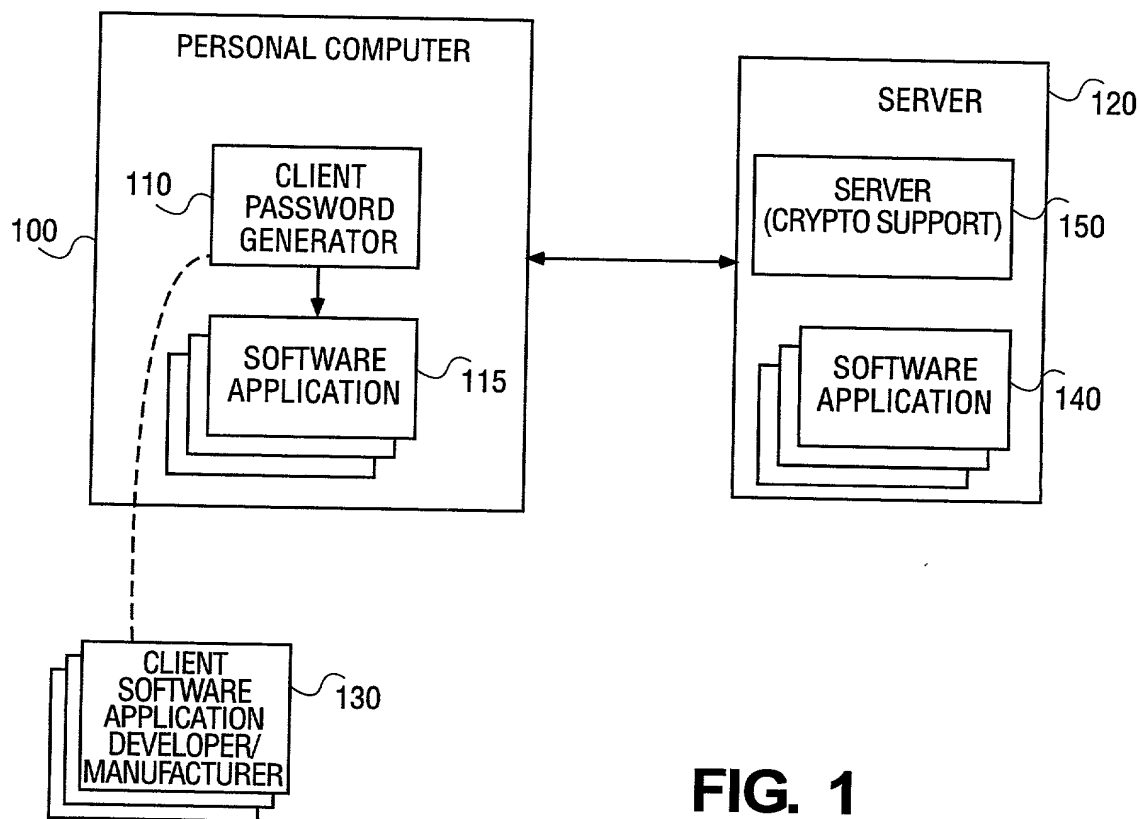 PERSONAL COMPUTER
110
CLIENT
PASSWORD
GENERATOR
100
SOFTWARE
APPLICATION
115
SERVER
120
SERVER
(CRYPTO SUPPORT)
150
SOFTWARE
APPLICATION
140
CLIENT
SOFTWARE
APPLICATION
DEVELOPER/
MANUFACTURER
130
FIG. 1